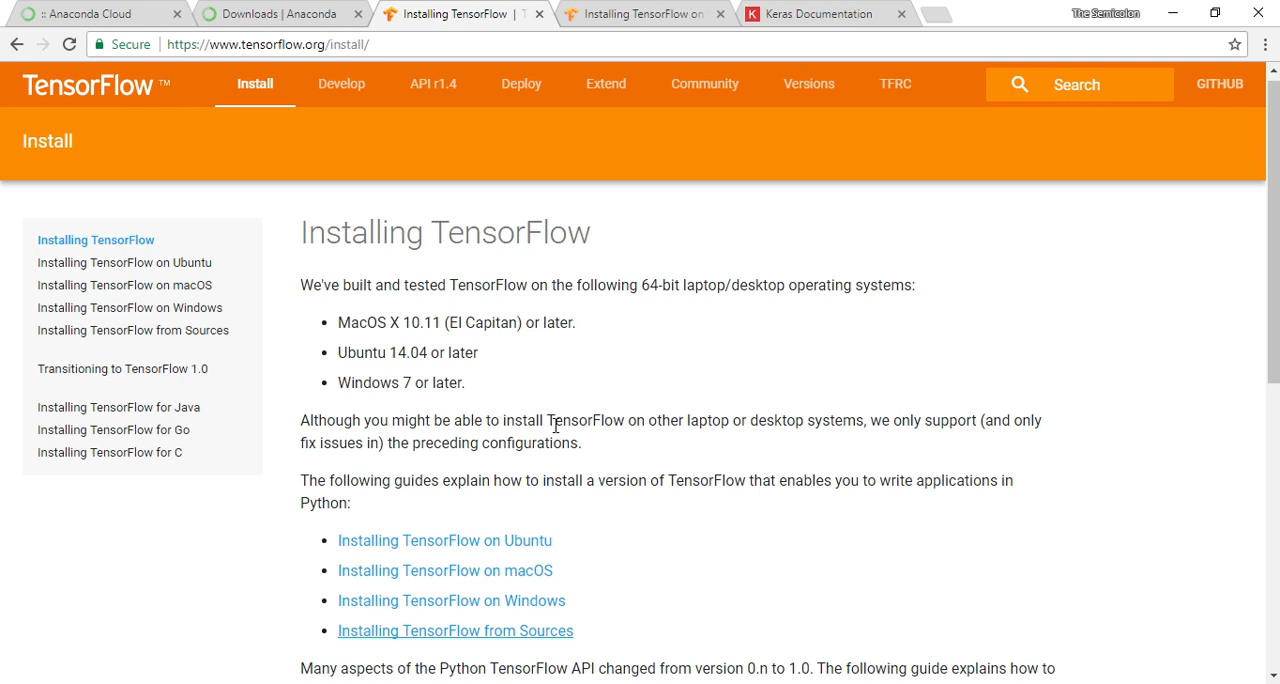 :: Anaconda Cloud
Downloads | Anaconda
Installing TensorFlow | T
Installing TensorFlow on
Keras Documentation
The Semicolon
Secure
https://www.tensorflow.org/install/
TensorFlow ™
Install
Develop
API r1.4
Deploy
Extend
Community
Versions
TFRC
Search
GITHUB
Install
Installing TensorFlow
Installing TensorFlow on Ubuntu
Installing TensorFlow on macOS
Installing TensorFlow on Windows
Installing TensorFlow from Sources
Transitioning to TensorFlow 1.0
Installing TensorFlow for Java
Installing TensorFlow for Go
Installing TensorFlow for C
Installing TensorFlow
We've built and tested TensorFlow on the following 64-bit laptop/desktop operating systems:
• MacOS X 10.11 (El Capitan) or later.
• Ubuntu 14.04 or later
• Windows 7 or later.
Although you might be able to install TensorFlow on other laptop or desktop systems, we only support (and only
fix issues in) the preceding configurations.
The following guides explain how to install a version of TensorFlow that enables you to write applications in
Python:
• Installing TensorFlow on Ubuntu
• Installing TensorFlow on macOS
• Installing TensorFlow on Windows
• Installing TensorFlow from Sources
Many aspects of the Python TensorFlow API changed from version 0.n to 1.0. The following guide explains how to